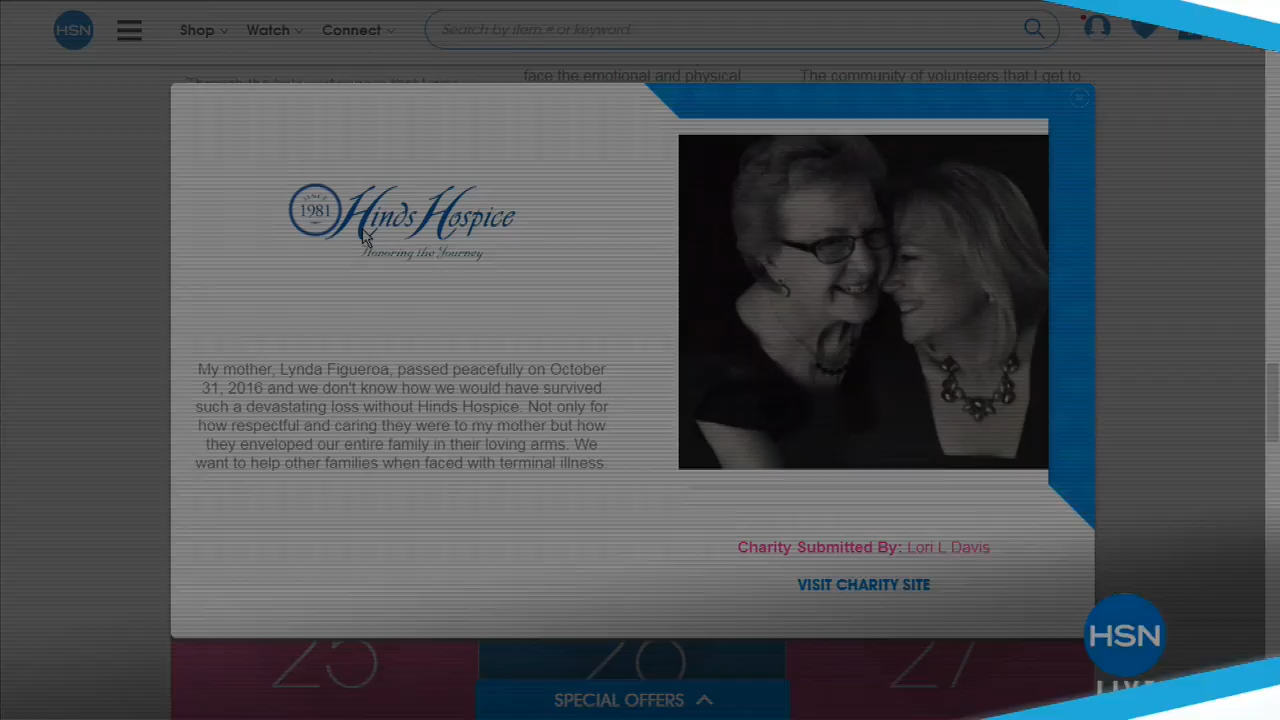 HSN
Shop
Watch
Connect
Search by item # or keyword
face the emotional and physical
The community of volunteers that I get to
SINCE
1981
Hinds Hospice
Honoring the Journey
My mother, Lynda Figueroa, passed peacefully on October
31, 2016 and we don't know how we would have survived
such a devastating loss without Hinds Hospice. Not only for
how respectful and caring they were to my mother but how
they enveloped our entire family in their loving arms. We
want to help other families when faced with terminal illness.
Charity Submitted By: Lori L Davis
VISIT CHARITY SITE
25
26
27
SPECIAL OFFERS
HSN
LIVE